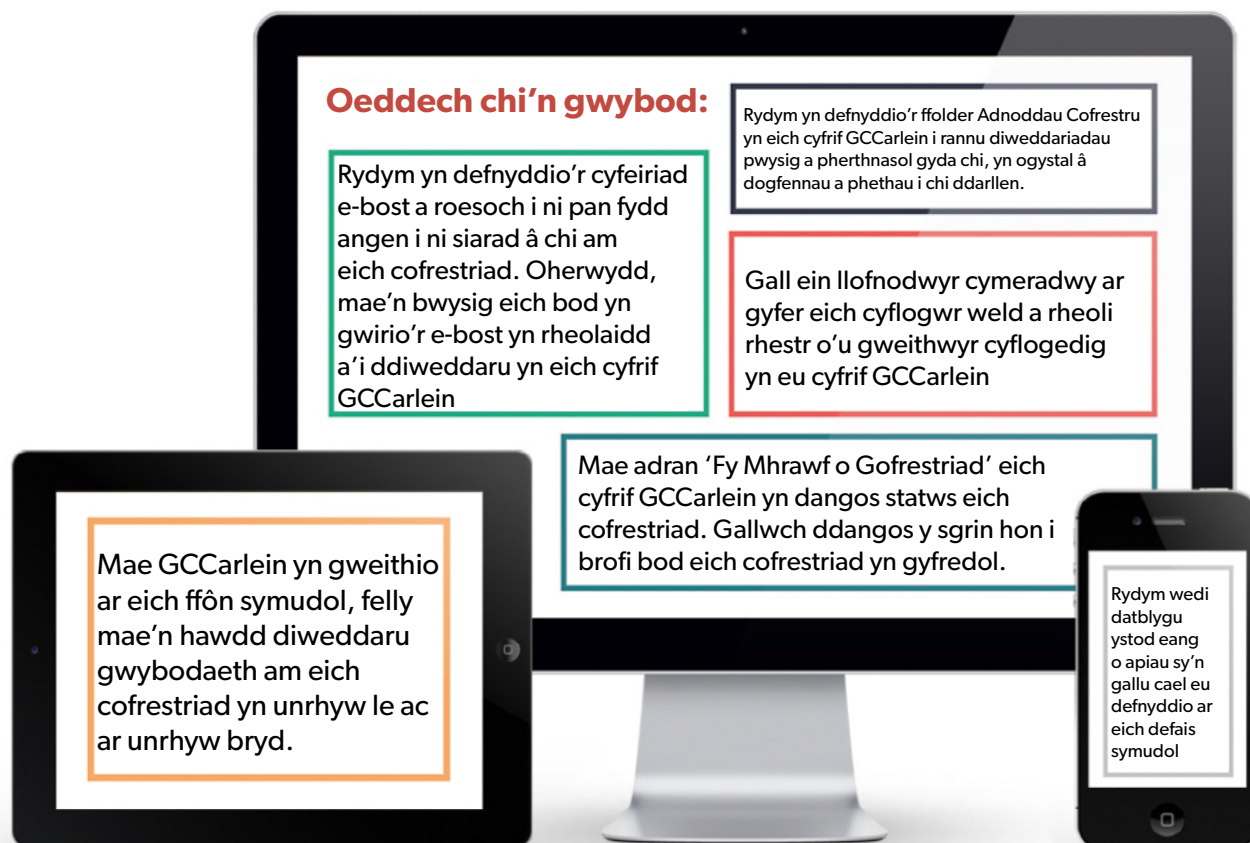 Oeddech chi'n gwybod:
Rydym yn defnyddio'r cyfeiriad
e-bost a roesoch i ni pan fydd
angen i ni siarad â chi am
eich cofrestriad. Oherwydd,
mae'n bwysig eich bod yn
gwirio'r e-bost yn rheolaidd
a'i ddiweddaru yn eich cyfrif
GCCarlein
Rydym yn defnyddio'r ffolder Adnoddau Cofrestru
yn eich cyfrif GCCarlein i rannu diweddariadau
pwysig a pherthnasol gyda chi, yn ogystal â
dogfennau a phethau i chi ddarllen.
Gall ein llofnodwyr cymeradwy ar
gyfer eich cyflogwr weld a rheoli
rhestr o'u gweithwyr cyflogedig
yn eu cyfrif GCCarlein
Mae adran 'Fy Mhrawf o Gofrestriad' eich
cyfrif GCCarlein yn dangos statws eich
cofrestriad. Gallwch ddangos y sgrin hon i
brofi bod eich cofrestriad yn gyfredol.
Mae GCCarlein yn gweithio
ar eich ffôn symudol, felly
mae'n hawdd diweddaru
gwybodaeth am eich
cofrestriad yn unrhyw le ac
ar unrhyw bryd.
Rydym wedi
datblygu
ystod eang
o apiau sy'n
gallu cael eu
defnyddio ar
eich defais
symudol